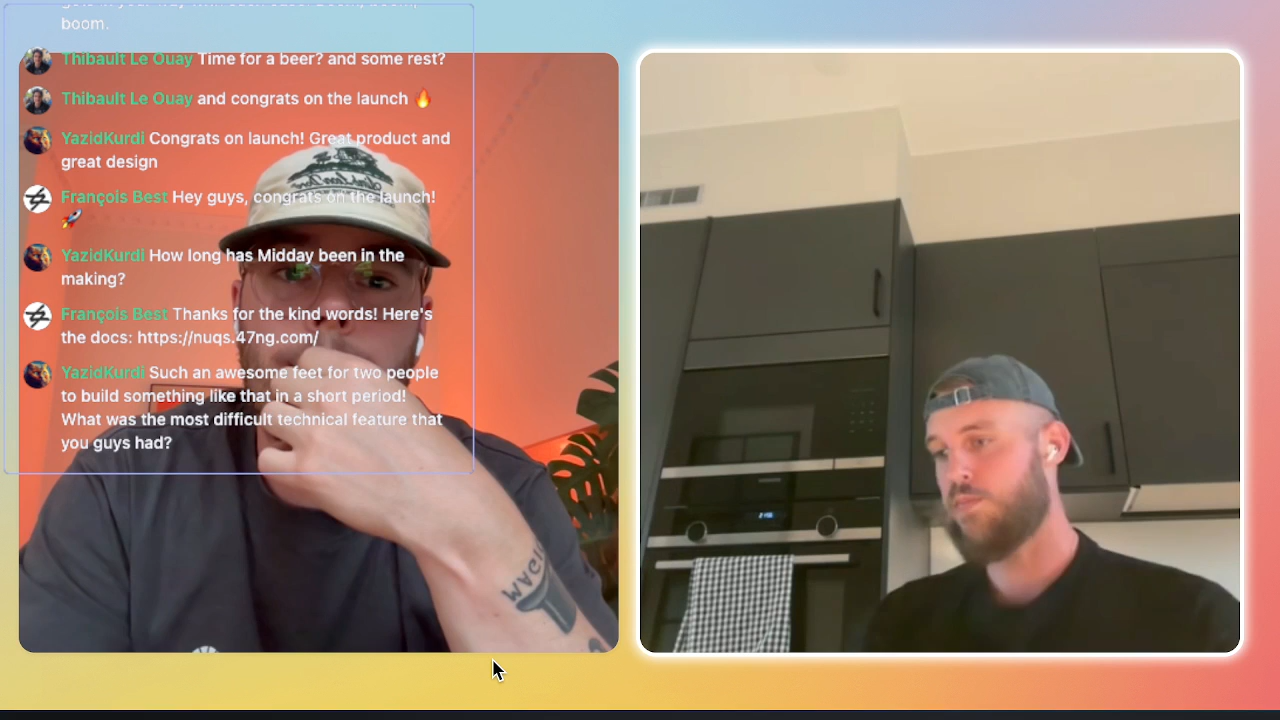 boom.
Thibault Le Ouay Time for a beer? and some rest?
Thibault Le Ouay and congrats on the launch 🔥
YazidKurdi Congrats on launch! Great product and
great design
François Best Hey guys, congrats on the launch!
🚀
YazidKurdi How long has Midday been in the
making?
François Best Thanks for the kind words! Here's
the docs: https://nuqs.47ng.com/
YazidKurdi Such an awesome feet for two people
to build something like that in a short period!
What was the most difficult technical feature that
you guys had?